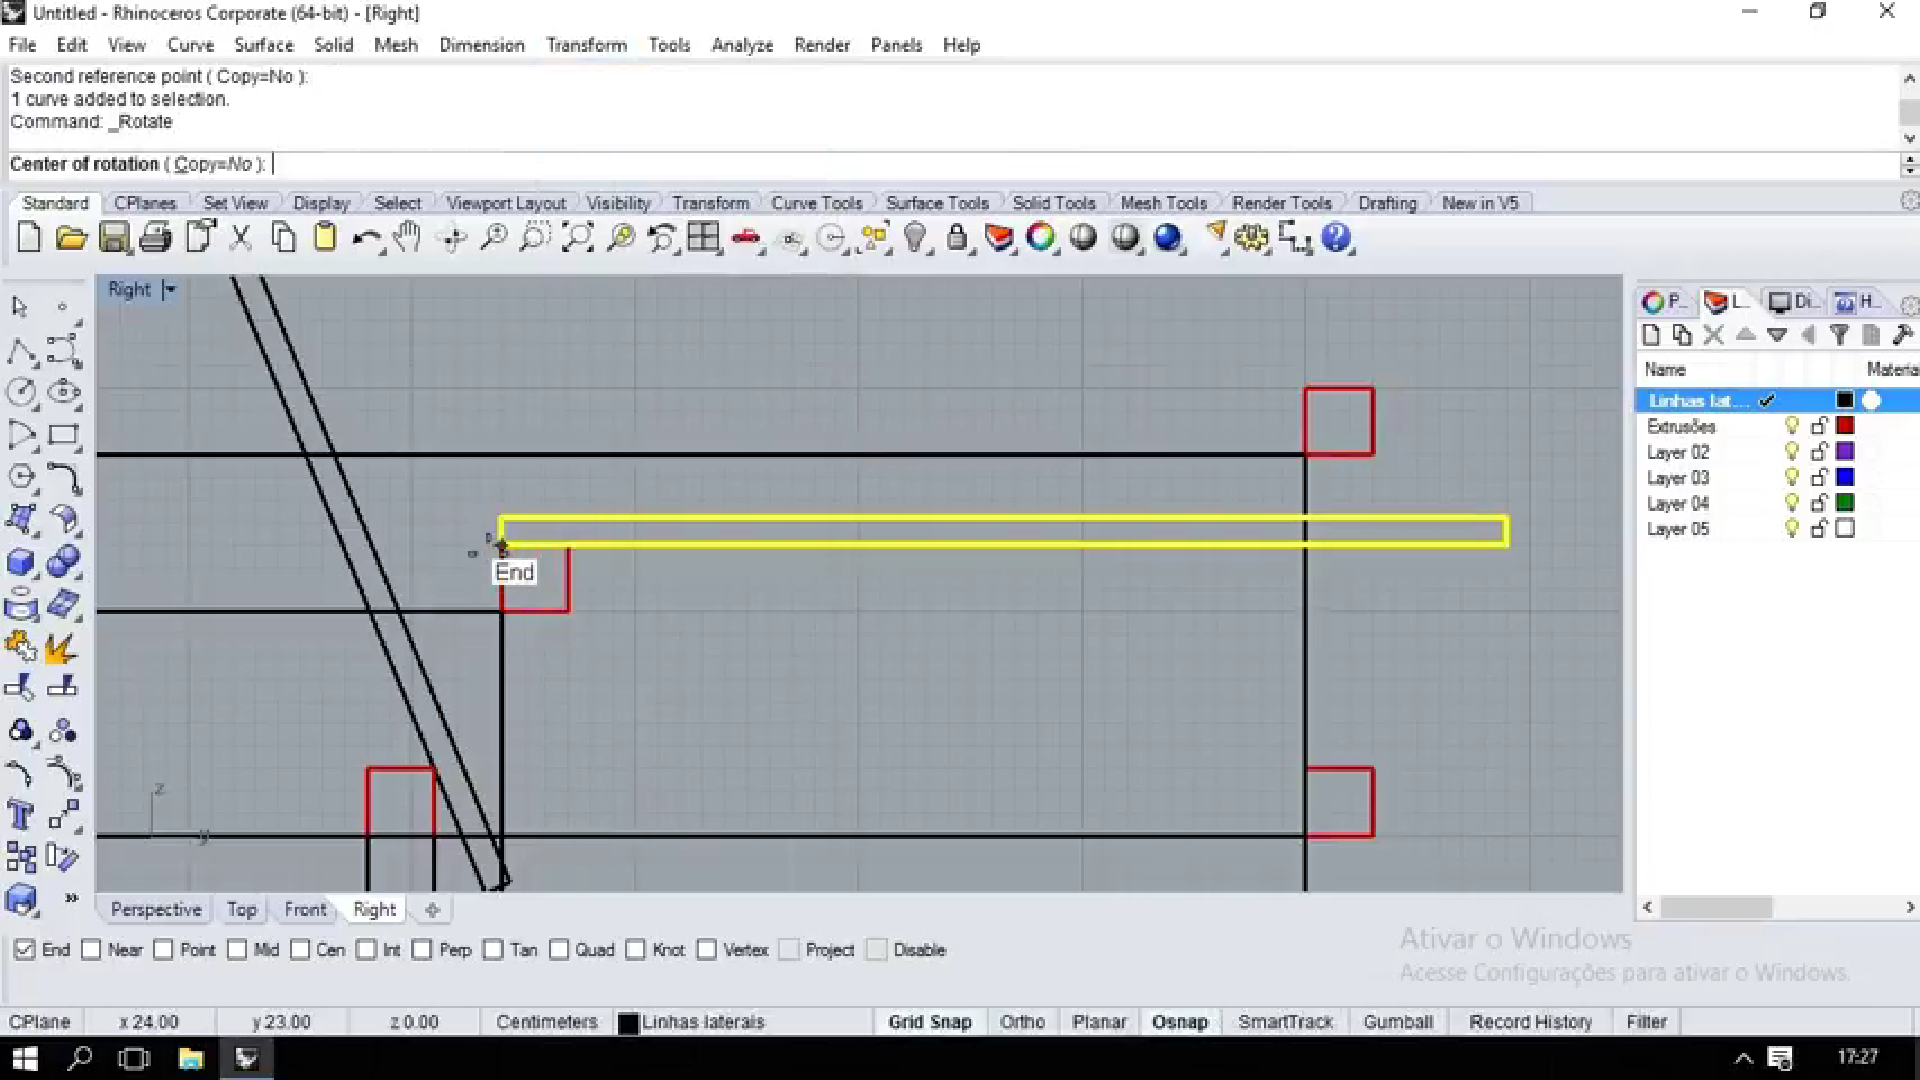 Untitled - Rhinoceros Corporate (64-bit) - [Right]
File Edit View Curve Surface Solid Mesh Dimension Transform Tools Analyze Render Panels Help
Second reference point ( Copy=No ):
1 curve added to selection.
Command: _Rotate
Center of rotation ( Copy=No ):
Standard CPlanes Set View Display Select Viewport Layout Visibility Transform Curve Tools Surface Tools Solid Tools Mesh Tools Render Tools Drafting New in V5
Right
P... L... Di... H...
Name Materia
Linhas lat...
Extrusões
Layer 02
Layer 03
Layer 04
Layer 05
End
z
y
Perspective Top Front Right
End Near Point Mid Cen Int Perp Tan Quad Knot Vertex Project Disable
Ativar o Windows
Acesse Configurações para ativar o Windows.
CPlane x 24.00 y 23.00 z 0.00 Centimeters Linhas laterais Grid Snap Ortho Planar Osnap SmartTrack Gumball Record History Filter
17:27